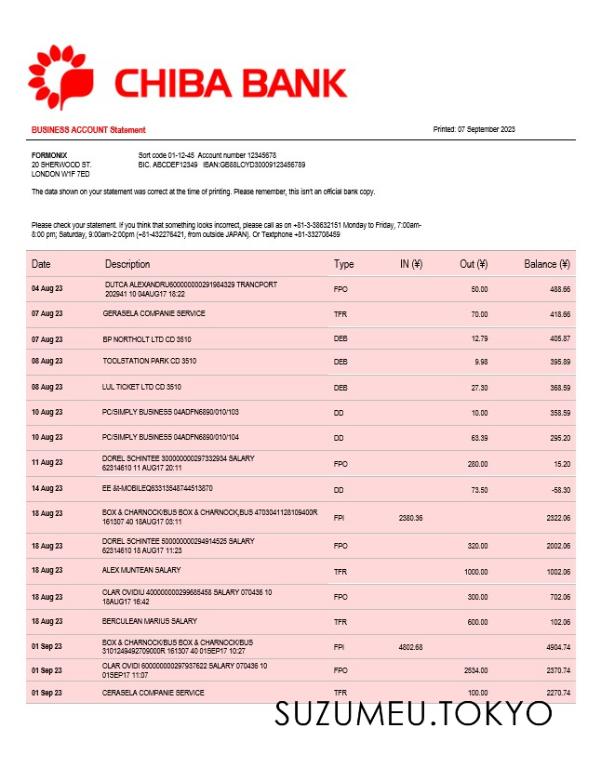 CHIBA BANK
BUSINESS ACCOUNT Statement Printed: 07 September 2023
FORMONIX Sort code 01-12-45 Account number 12345678
20 SHERWOOD ST. BIC. ABCDEF12349 IBAN:GB88LCYD30009123456789
LONDON W1F 7ED
The data shown on your statement was correct at the time of printing. Please remember, this isn't an official bank copy.
Please check your statement. If you think that something looks incorrect, please call as on +81-3-38632151 Monday to Friday, 7:00am-
8:00 pm; Saturday, 9:00am-2:00pm (+81-432276421, from outside JAPAN). Or Textphone +81-332706459
Date Description Type IN (¥) Out (¥) Balance (¥)
04 Aug 23 DUTCA ALEXANDRU600000000291984329 TRANCPORT
202941 10 04AUG17 18:22 FPO 50.00 488.66
07 Aug 23 GERASELA COMPANIE SERVICE TFR 70.00 418.66
07 Aug 23 BP NORTHOLT LTD CD 3510 DEB 12.79 405.87
08 Aug 23 TOOLSTATION PARK CD 3510 DEB 9.98 395.89
08 Aug 23 LUL TICKET LTD CD 3510 DEB 27.30 368.59
10 Aug 23 PC/SIMPLY BUSINESS 04ADFN6890/010/103 DD 10.00 358.59
10 Aug 23 PC/SIMPLY BUSINESS 04ADFN6890/010/104 DD 63.39 295.20
11 Aug 23 DOREL SCHINTEE 300000000297332934 SALARY
62314610 11 AUG17 20:11 FPO 280.00 15.20
14 Aug 23 EE &t-MOBILEQ63313548744513870 DD 73.50 -58.30
18 Aug 23 BOX & CHARNOCK/BUS BOX & CHARNOCK,BUS 4703041128109400R
161307 40 18AUG17 03:11 FPI 2380.36 2322.06
18 Aug 23 DOREL SCHINTEE 500000000294914525 SALARY
62314610 18 AUG17 11:23 FPO 320.00 2002.06
18 Aug 23 ALEX MUNTEAN SALARY TFR 1000.00 1002.06
18 Aug 23 OLAR OVIDIU 400000000299685458 SALARY 070436 10
18AUG17 16:42 FPO 300.00 702.06
18 Aug 23 BERCULEAN MARIUS SALARY TFR 600.00 102.06
01 Sep 23 BOX & CHARNOCK/BUS BOX & CHARNOCK/BUS
3101249492709000R 161307 40 01SEP17 10:27 FPI 4802.68 4904.74
01 Sep 23 OLAR OVIDI 600000000297937622 SALARY 070436 10
01SEP17 11:07 FPO 2534.00 2370.74
01 Sep 23 CERASELA COMPANIE SERVICE TFR 100.00 2270.74
SUZUMEU.TOKYO